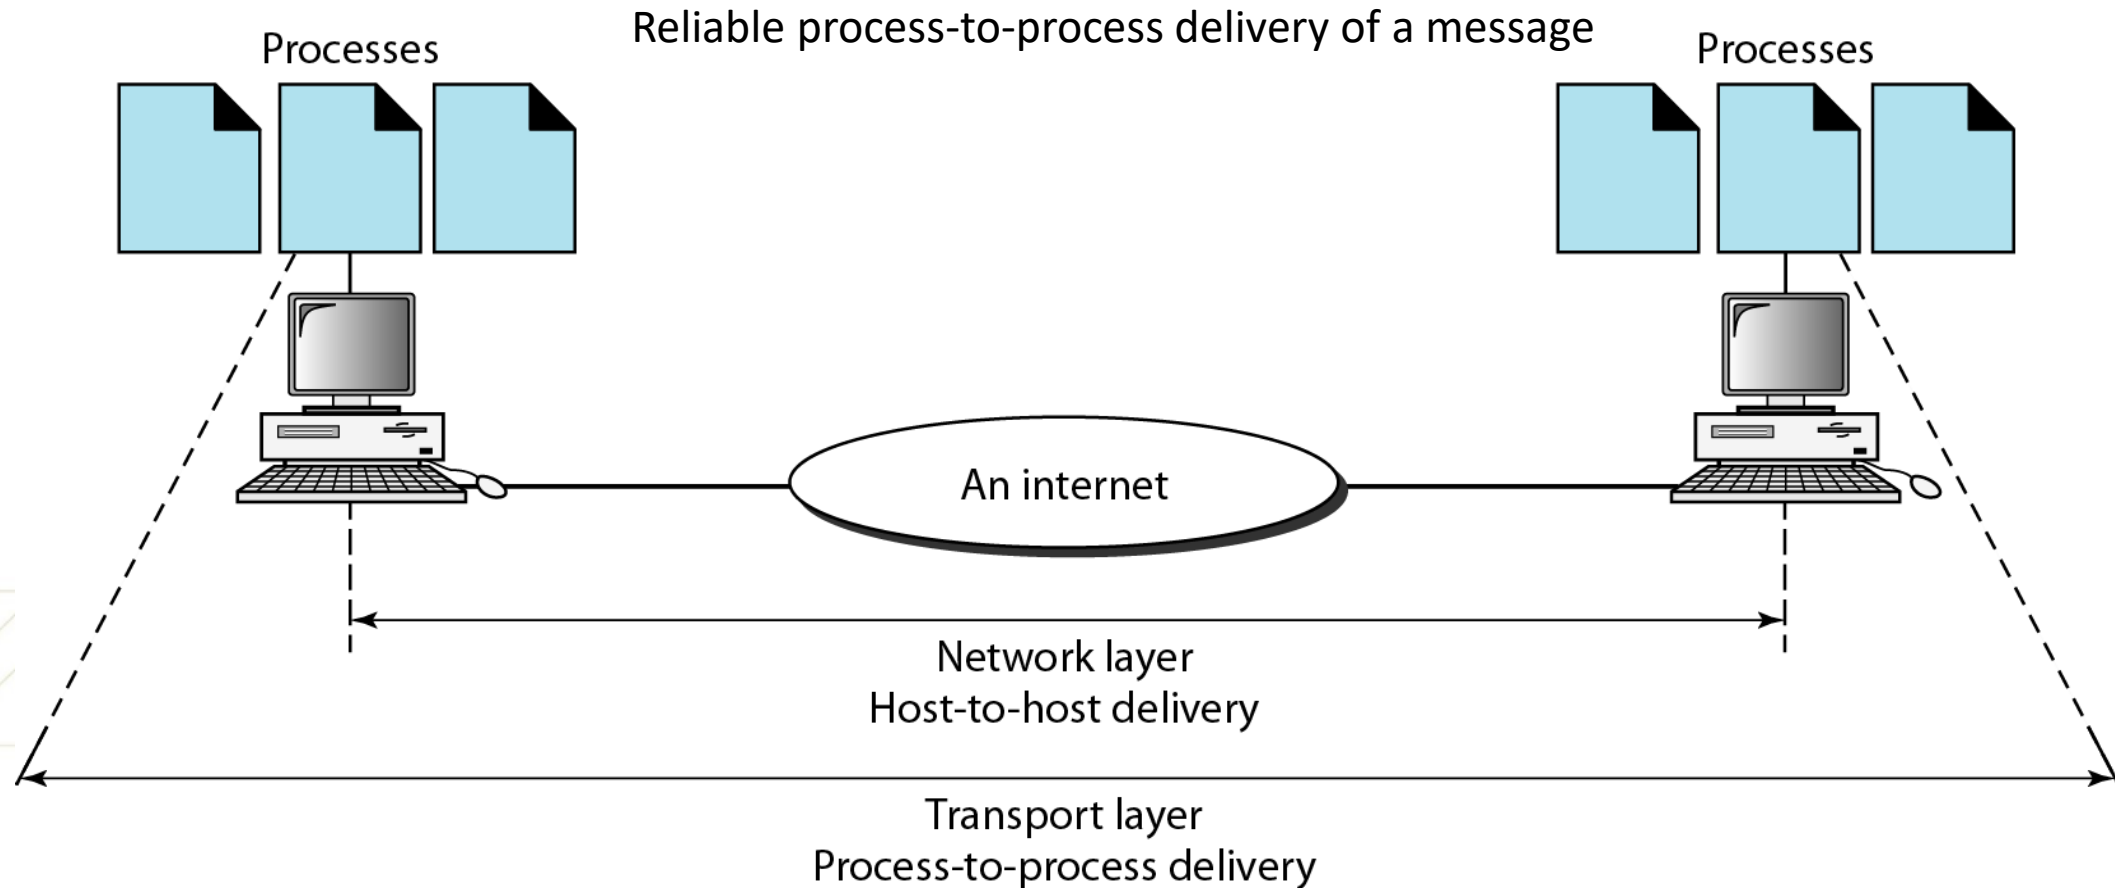 Reliable process-to-process delivery of a message
Processes
Processes
An internet
Network layer
Host-to-host delivery
Transport layer
Process-to-process delivery